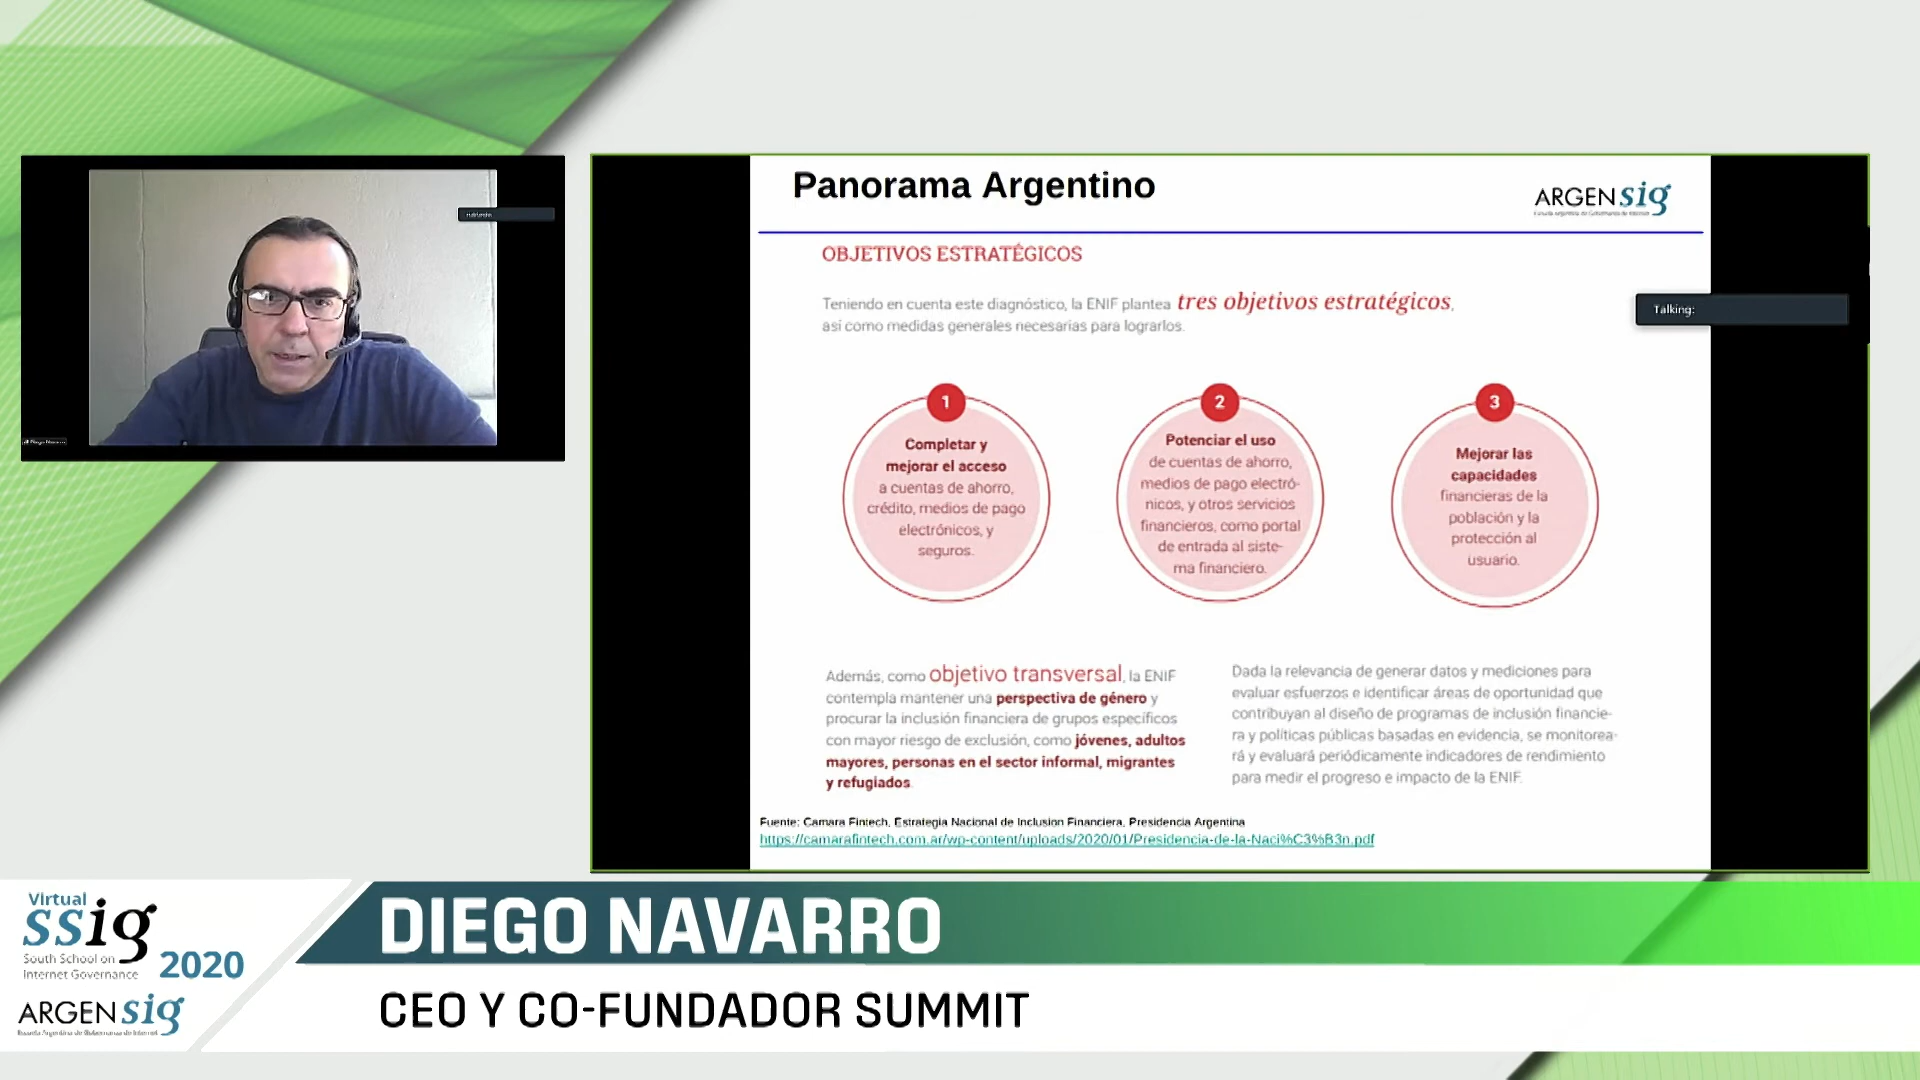 Panorama Argentino
ARGENsig
OBJETIVOS ESTRATÉGICOS
Teniendo en cuenta este diagnóstico, la ENIF plantea tres objetivos estratégicos,
así como medidas generales necesarias para lograrlos.
1
Completar y
mejorar el acceso
a cuentas de ahorro,
crédito, medios de pago
electrónicos, y
seguros.
2
Potenciar el uso
de cuentas de ahorro,
medios de pago electró-
nicos, y otros servicios
financieros, como portal
de entrada al siste-
ma financiero.
3
Mejorar las
capacidades
financieras de la
población y la
protección al
usuario.
Talking:
Además, como objetivo transversal, la ENIF
contempla mantener una perspectiva de género y
procurar la inclusión financiera de grupos específicos
con mayor riesgo de exclusión, como jóvenes, adultos
mayores, personas en el sector informal, migrantes
y refugiados.
Dada la relevancia de generar datos y mediciones para
evaluar esfuerzos e identificar áreas de oportunidad que
contribuyan al diseño de programas de inclusión financie-
ra y políticas públicas basadas en evidencia, se monitorea-
rá y evaluará periódicamente indicadores de rendimiento
para medir el progreso e impacto de la ENIF.
Fuente: Camara Fintech, Estrategia Nacional de Inclusion Financiera, Presidencia Argentina
https://camarafintech.com.ar/wp-content/uploads/2020/01/Presidencia-de-la-Naci%C3%B3n.pdf
Virtual
ssig
South School on
Internet Governance
2020
ARGENsig
Escuela Argentina de Gobernanza de Internet
DIEGO NAVARRO
CEO Y CO-FUNDADOR SUMMIT